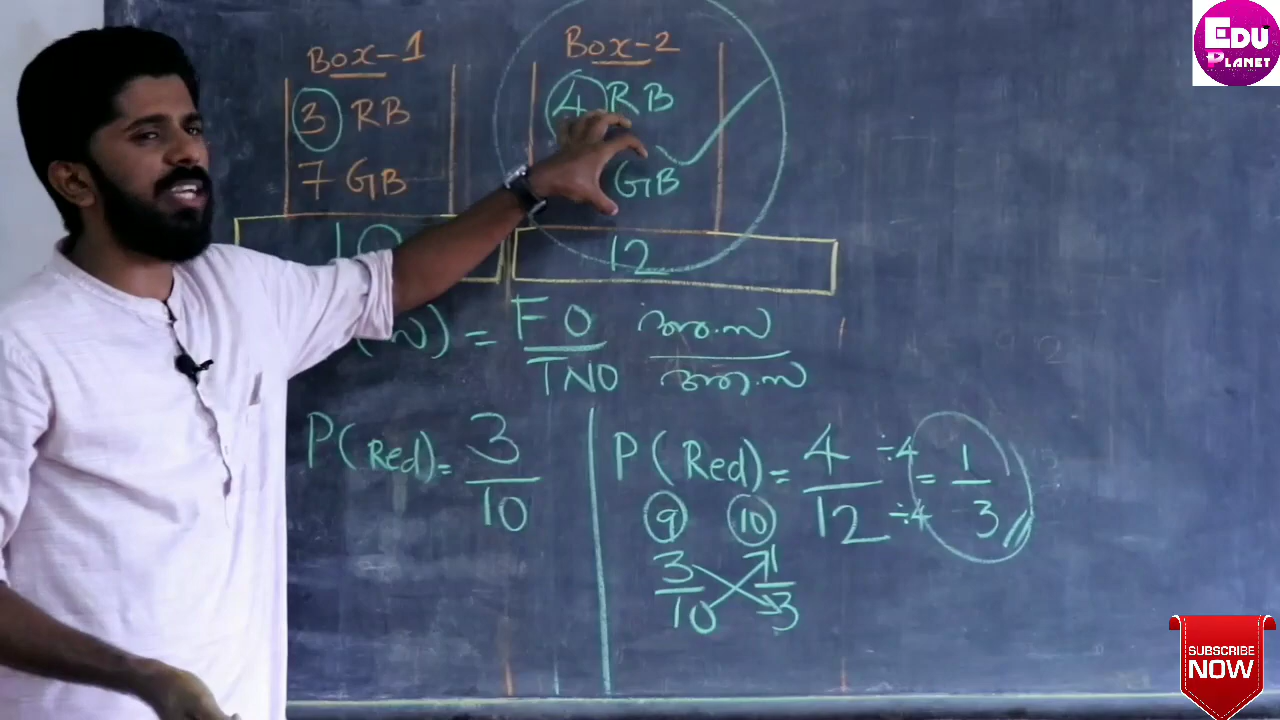 Box-1
3 RB
7 GB
10
Box-2
4 RB
GB
12
= FO / TNO
P(Red) = 3/10
P(Red) = 4/12 ÷4 ÷4 = 1/3
9 10
3/10 1/3
EDU
PLANET
SUBSCRIBE
NOW